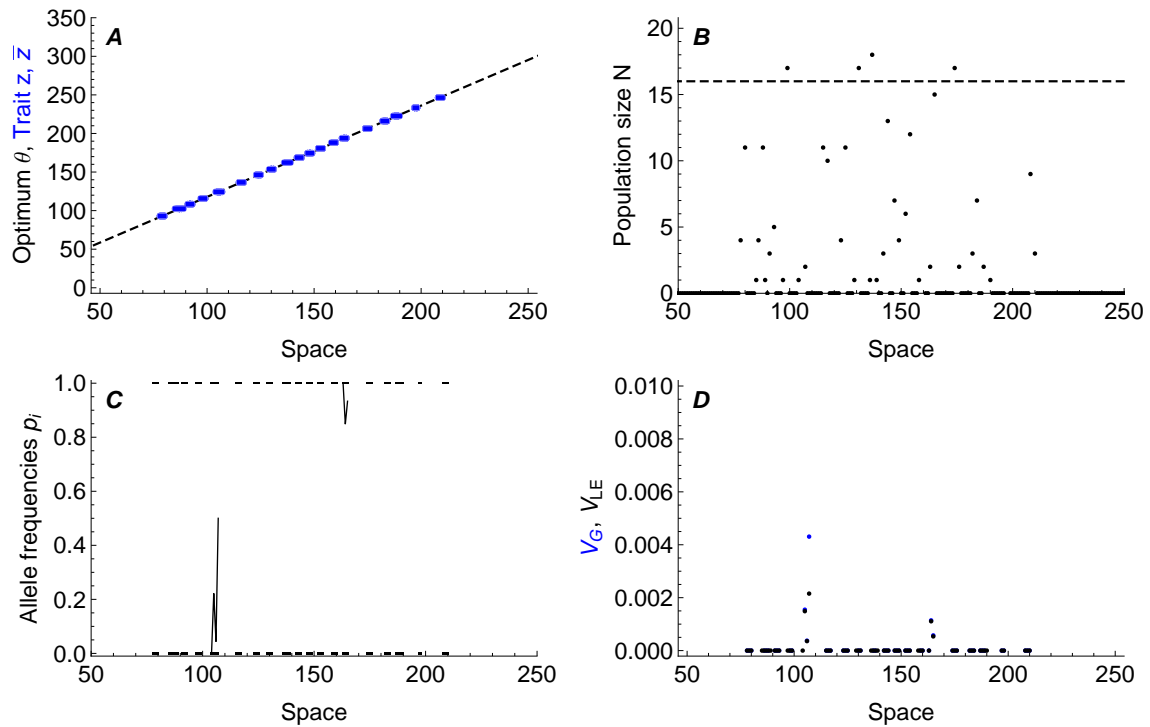 A
Optimum θ, Trait z, z̅
350
300
250
200
150
100
50
0
50 100 150 200 250
Space
B
Population size N
20
15
10
5
0
50 100 150 200 250
Space
C
Allele frequencies pᵢ
1.0
0.8
0.6
0.4
0.2
0.0
50 100 150 200 250
Space
D
V_G, V_LE
0.010
0.008
0.006
0.004
0.002
0.000
50 100 150 200 250
Space